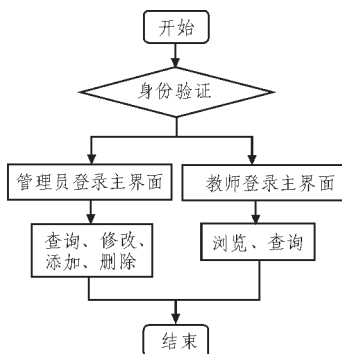 开始
身份验证
管理员登录主界面
教师登录主界面
查询、修改、
添加、删除
浏览、查询
结束